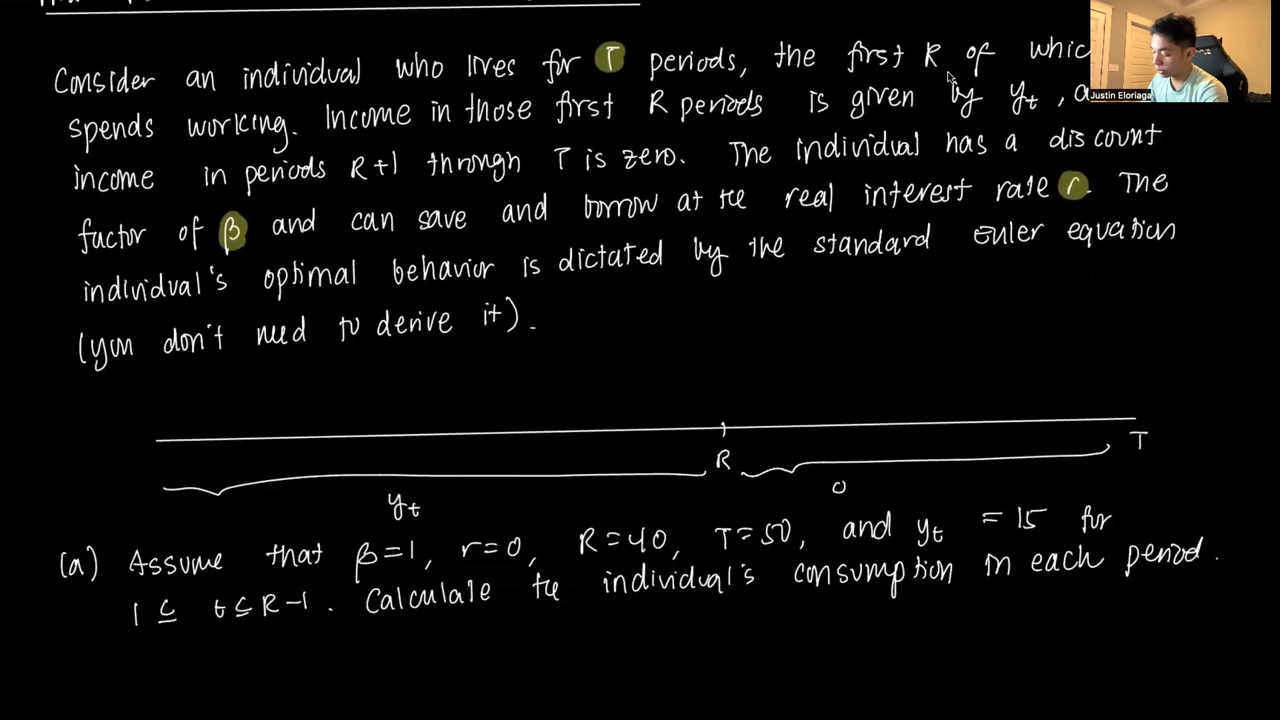 Consider an individual who lives for T periods, the first R of which
spends working. Income in those first R periods is given by yt,
income in periods R+1 through T is zero. The individual has a discount
factor of β and can save and borrow at the real interest rate r. The
individual's optimal behavior is dictated by the standard Euler equation
(you don't need to derive it).
R
T
yt
0
(a) Assume that β=1, r=0, R=40, T=50, and yt = 15 for
1 ≤ t ≤ R-1. Calculate the individual's consumption in each period.
Justin Eloriaga